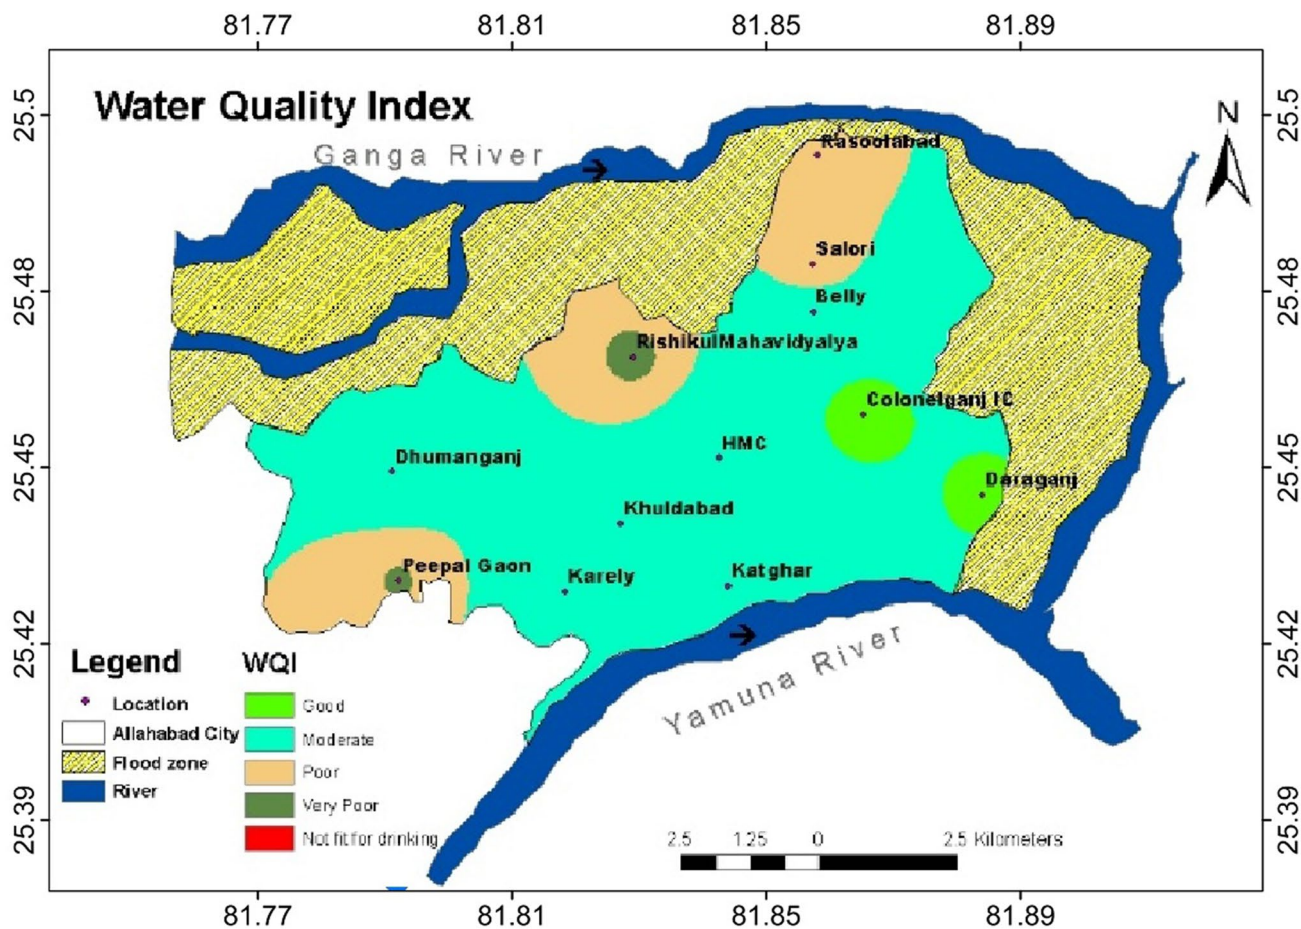 81.77 81.81 81.85 81.89
Water Quality Index
N
25.5 25.5
Ganga River
Rasoolabad
Salori
25.48 25.48
Belly
RishikulMahavidyalya
Colonelganj IC
HMC
25.45 25.45
Dhumanganj
Daraganj
Khuldabad
Peepal Gaon
Karely
Katghar
25.42 25.42
Yamuna River
Legend
Location
Allahabad City
Flood zone
River
WQI
Good
Moderate
Poor
Very Poor
Not fit for drinking
25.39 25.39
2.5 1.25 0 2.5 Kilometers
81.77 81.81 81.85 81.89